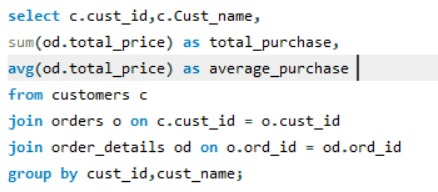 select c.cust_id,c.Cust_name,
sum(od.total_price) as total_purchase,
avg(od.total_price) as average_purchase
from customers c
join orders o on c.cust_id = o.cust_id
join order_details od on o.ord_id = od.ord_id
group by cust_id,cust_name;